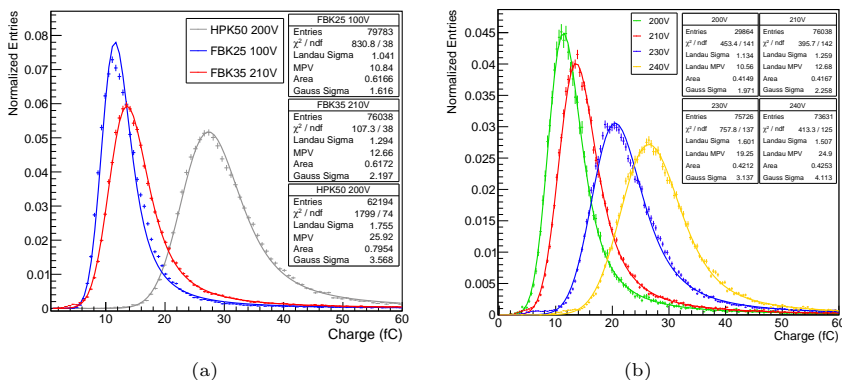 Normalized Entries
0.08
0.07
0.06
0.05
0.04
0.03
0.02
0.01
0
HPK50 200V
FBK25 100V
FBK35 210V
FBK25 100V
Entries 79783
χ² / ndf 830.8 / 38
Landau Sigma 1.041
MPV 10.84
Area 0.6166
Gauss Sigma 1.616
FBK35 210V
Entries 76038
χ² / ndf 107.3 / 38
Landau Sigma 1.294
MPV 12.66
Area 0.6172
Gauss Sigma 2.197
HPK50 200V
Entries 62194
χ² / ndf 1799 / 74
Landau Sigma 1.755
MPV 25.92
Area 0.7954
Gauss Sigma 3.568
10 20 30 40 50 60
Charge (fC)
(a)
Normalized Entries
0.045
0.04
0.035
0.03
0.025
0.02
0.015
0.01
0.005
0
200V
210V
230V
240V
200V
Entries 29864
χ² / ndf 453.4 / 141
Landau Sigma 1.134
Landau MPV 10.56
Area 0.4149
Gauss Sigma 1.971
210V
Entries 76038
χ² / ndf 395.7 / 142
Landau Sigma 1.259
Landau MPV 12.68
Area 0.4167
Gauss Sigma 2.258
230V
Entries 75726
χ² / ndf 757.8 / 137
Landau Sigma 1.601
Landau MPV 19.25
Area 0.4212
Gauss Sigma 3.137
240V
Entries 73631
χ² / ndf 413.3 / 125
Landau Sigma 1.507
Landau MPV 24.9
Area 0.4253
Gauss Sigma 4.113
0 10 20 30 40 50 60
Charge (fC)
(b)